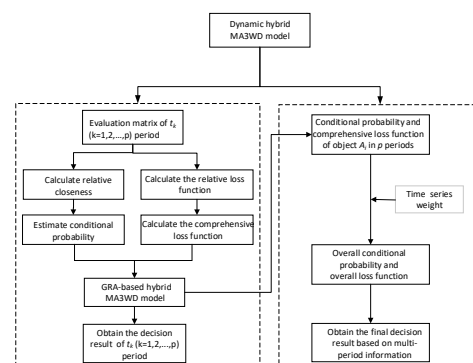 Dynamic hybrid
MA3WD model
Evaluation matrix of tk
(k=1,2,...,p) period
Calculate relative
closeness
Calculate the relative loss
function
Estimate conditional
probability
Calculate the comprehensive
loss function
GRA-based hybrid
MA3WD model
Obtain the decision
result of tk (k=1,2,...,p)
period
Conditional probability and
comprehensive loss function
of object Ai in p periods
Time series
weight
Overall conditional
probability and
overall loss function
Obtain the final decision
result based on multi-
period information